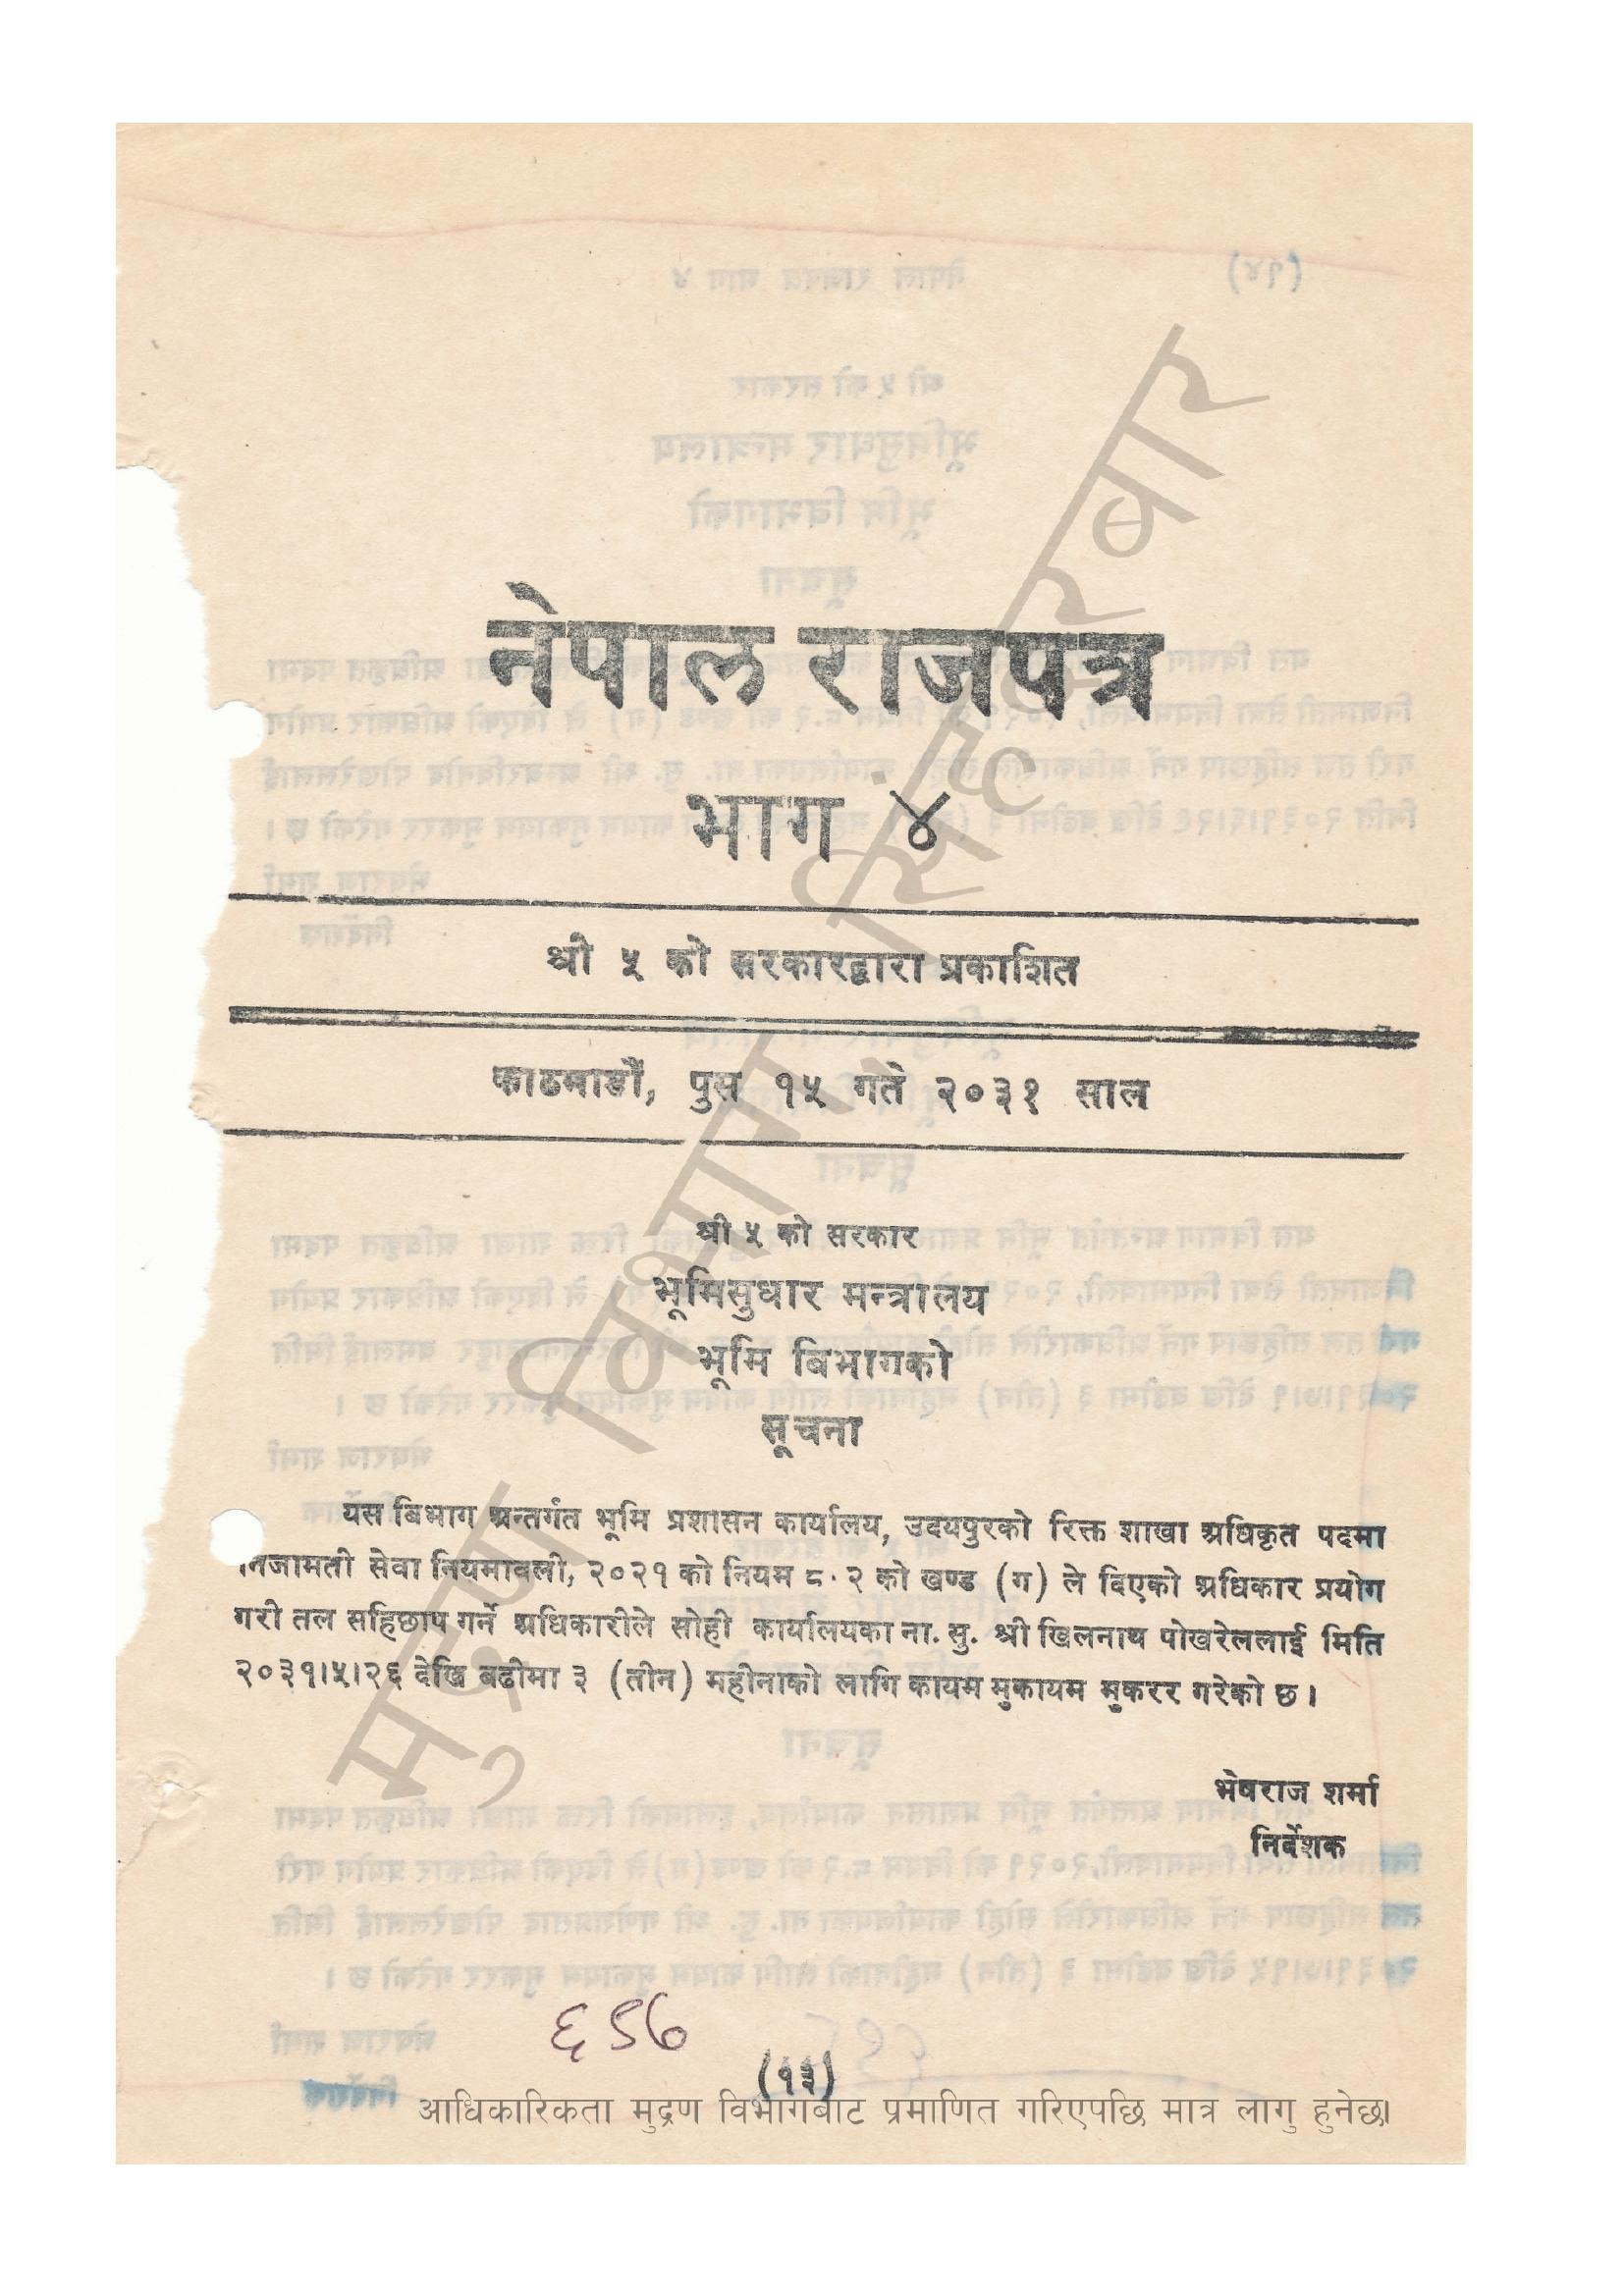 नेपाल राजपत्र
भाग ४
श्री ५ को सरकारद्वारा प्रकाशित
काठमाडौं, पुस १५ गते २०३१ साल
श्री ५ को सरकार
भूमिसुधार मन्त्रालय
भूमि बिभागको
सूचना
यस बिभाग अन्तर्गत भूमि प्रशासन कार्यालय, उदयपुरको रिक्त शाखा अधिकृत पदमा
निजामती सेवा नियमावली, २०२१ को नियम ८.२ को खण्ड (ग) ले दिएको अधिकार प्रयोग
गरी तल सहिछाप गर्ने अधिकारीले सोही कार्यालयका ना. सु. श्री खिलनाथ पोखरेललाई मिति
२०३१।५।२६ देखि बढीमा ३ (तीन) महीनाको लागि कायम मुकायम मुकरर गरेको छ ।
भेषराज शर्मा
निर्देशक
६९७
(१३)
आधिकारिकता मुद्रण विभागबाट प्रमाणित गरिएपछि मात्र लागु हुनेछ।
मुद्रण विभाग, सिंहदरवार